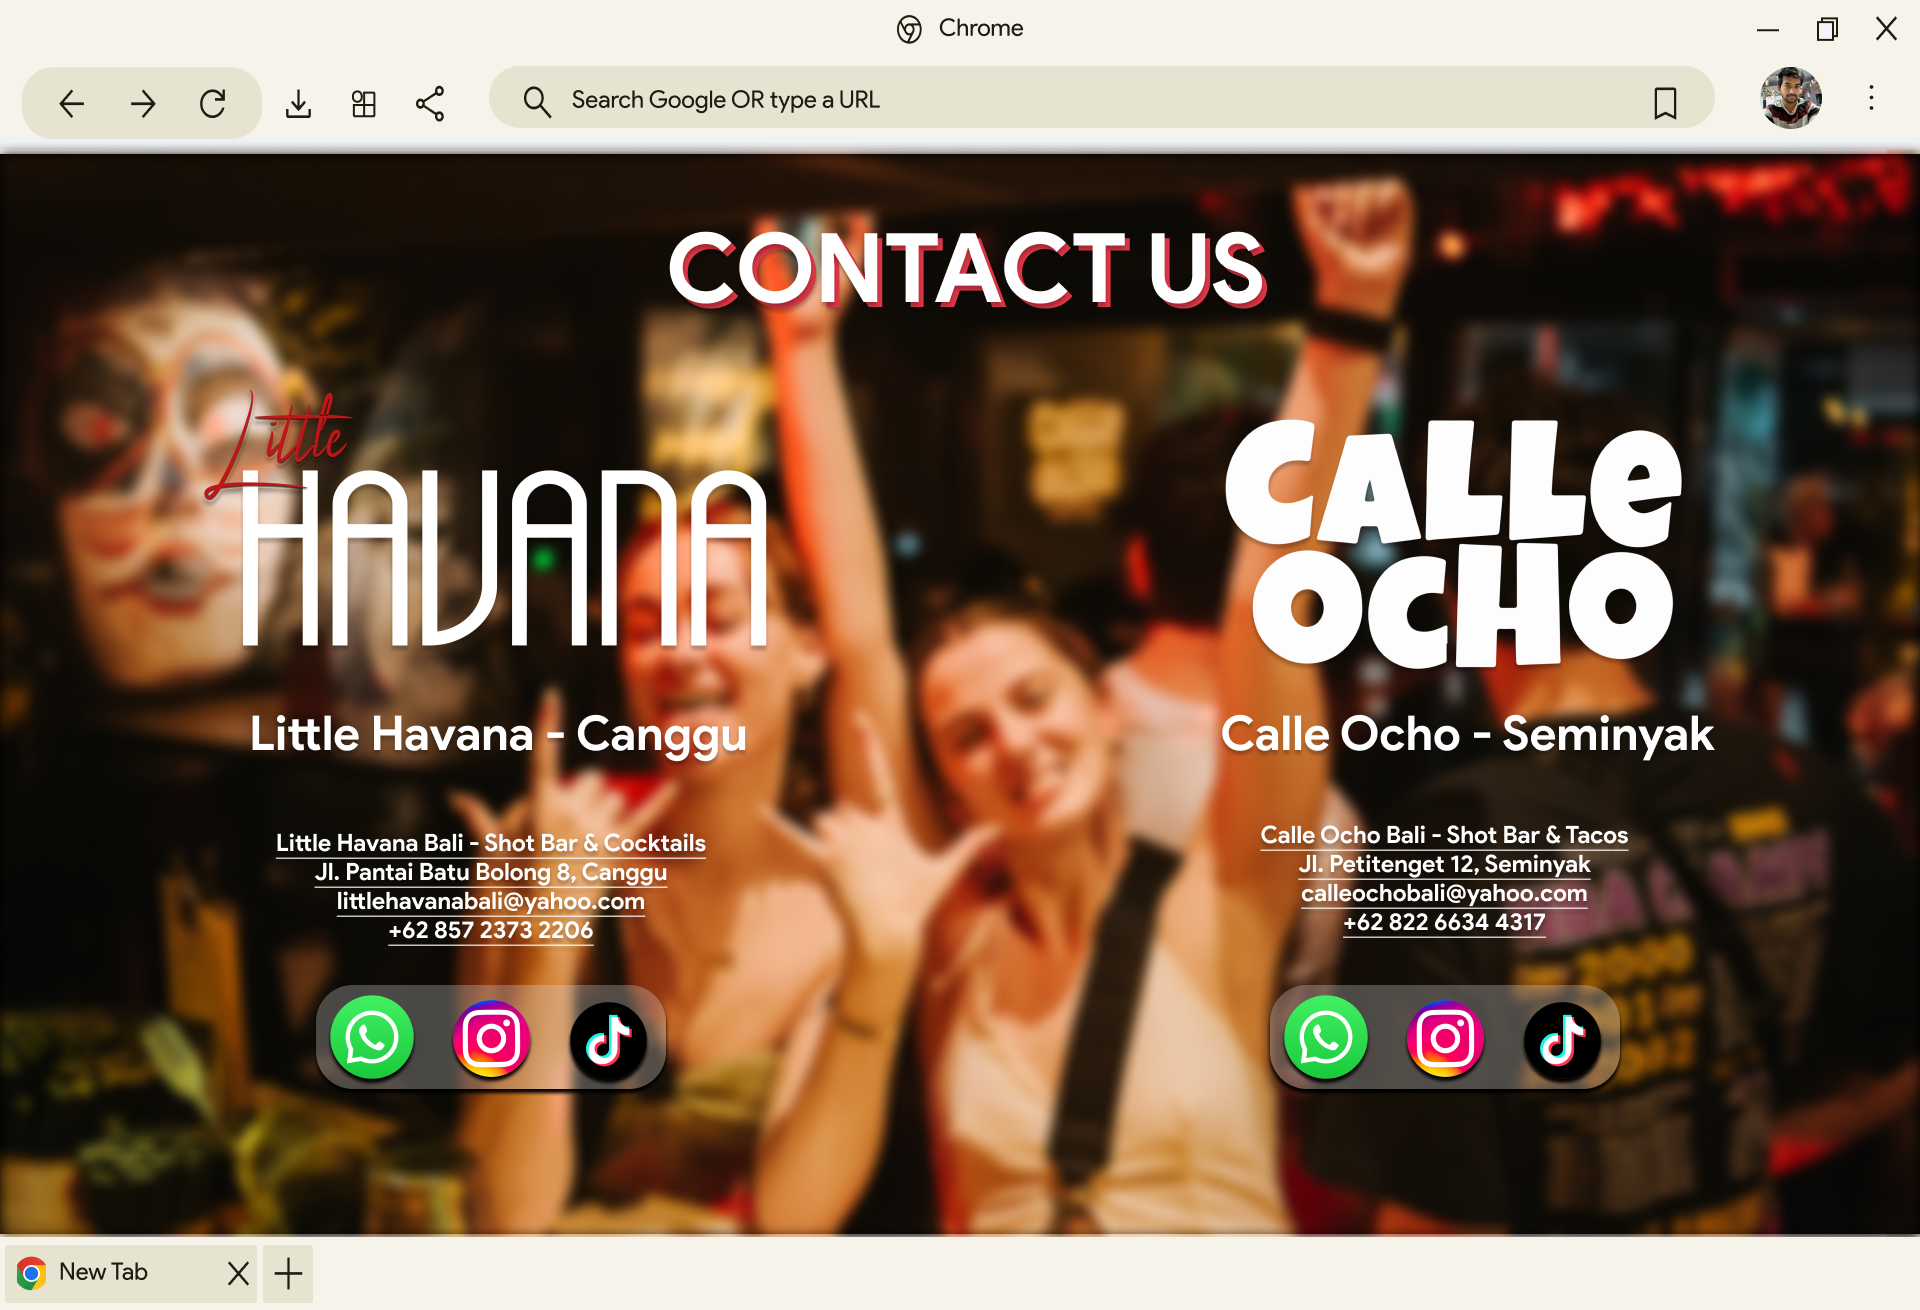 Chrome
Search Google OR type a URL
CONTACT US
Little
HAVANA
Little Havana - Canggu
Little Havana Bali - Shot Bar & Cocktails
Jl. Pantai Batu Bolong 8, Canggu
littlehavanabali@yahoo.com
+62 857 2373 2206
CALLe
OCHO
Calle Ocho - Seminyak
Calle Ocho Bali - Shot Bar & Tacos
Jl. Petitenget 12, Seminyak
calleochobali@yahoo.com
+62 822 6634 4317
2000
New Tab